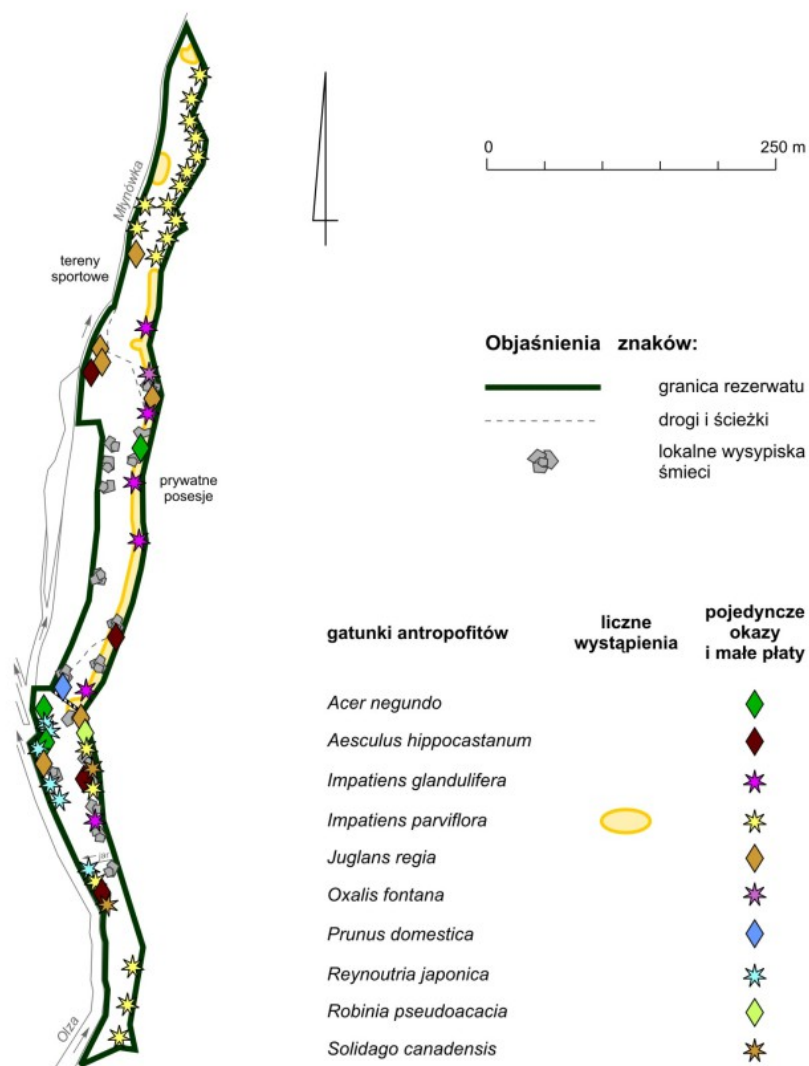 0
250 m
Młynówka
tereny
sportowe
Objaśnienia znaków:
granica rezerwatu
drogi i ścieżki
lokalne wysypiska
śmieci
prywatne
posesje
gatunki antropofitów
liczne
wystąpienia
pojedyncze
okazy
i małe płaty
Acer negundo
Aesculus hippocastanum
Impatiens glandulifera
Impatiens parviflora
Juglans regia
Oxalis fontana
Prunus domestica
Reynoutria japonica
Robinia pseudoacacia
Solidago canadensis
Olza